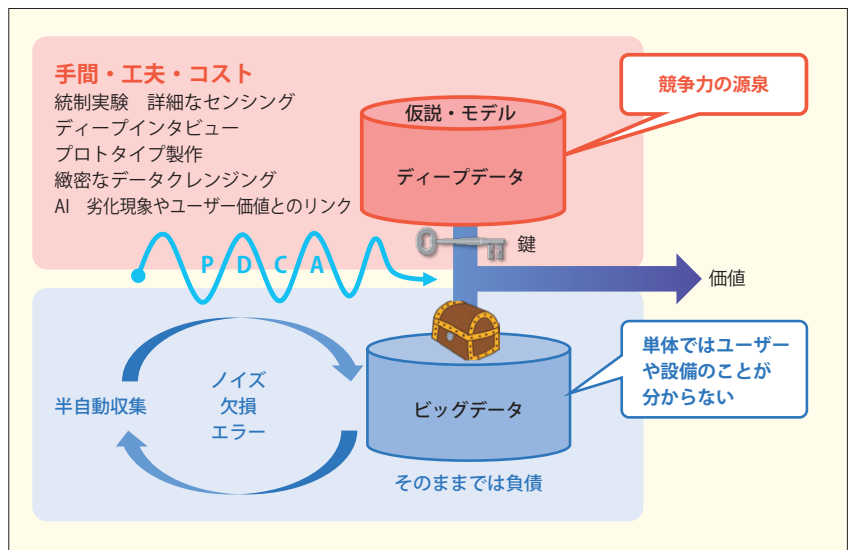 手間・工夫・コスト
統制実験　詳細なセンシング
ディープインタビュー
プロトタイプ製作
緻密なデータクレンジング
AI　劣化現象やユーザー価値とのリンク
仮説・モデル
ディープデータ
競争力の源泉
鍵
P D C A
価値
半自動収集
ノイズ
欠損
エラー
ビッグデータ
そのままでは負債
単体ではユーザー
や設備のことが
分からない